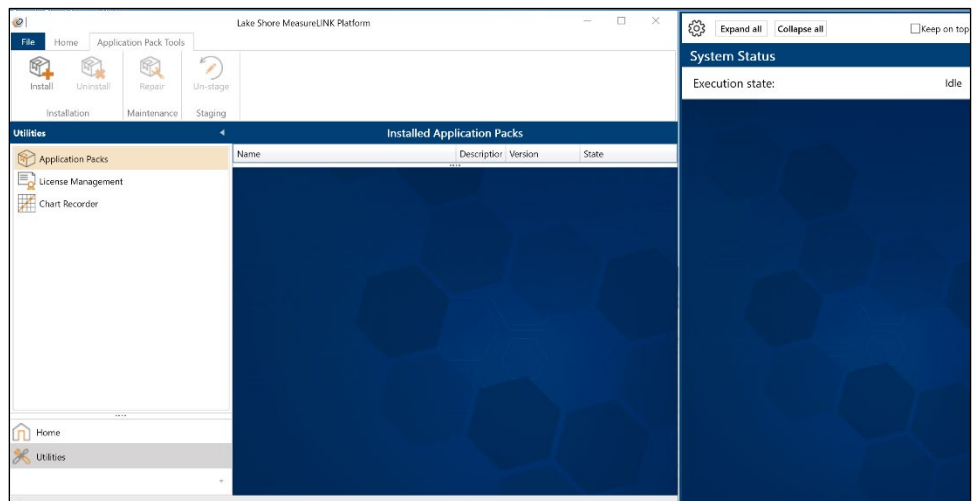 Lake Shore MeasureLINK Platform
File Home Application Pack Tools
Install Uninstall Repair Un-stage
Installation Maintenance Staging
Utilities
Application Packs
License Management
Chart Recorder
Home
Utilities
Installed Application Packs
Name Descriptior Version State
Expand all Collapse all Keep on top
System Status
Execution state: Idle